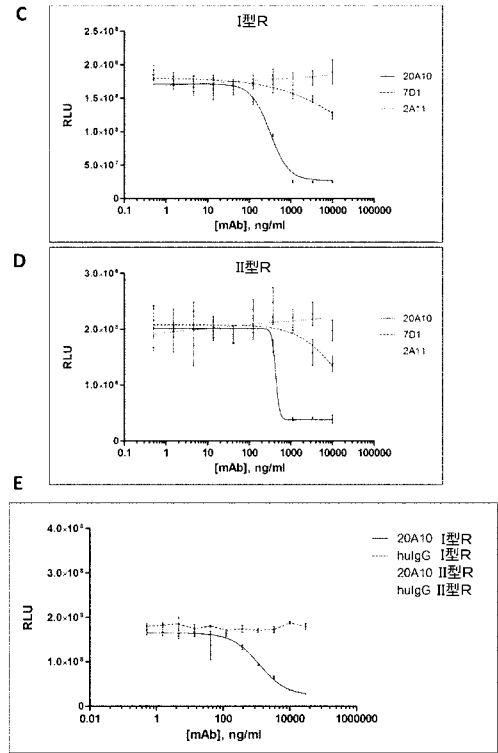 C
I型R
2.5×10⁸
2.0×10⁸
1.5×10⁸
1.0×10⁸
5.0×10⁷
0
RLU
0.1
1
10
100
1000
10000
100000
[mAb], ng/ml
20A10
7D1
2A11
D
II型R
3.0×10⁸
2.0×10⁸
1.0×10⁸
0
RLU
0.1
1
10
100
1000
10000
100000
[mAb], ng/ml
20A10
7D1
2A11
E
4.0×10⁸
3.0×10⁸
2.0×10⁸
1.0×10⁸
0
RLU
0.01
1
100
10000
1000000
[mAb], ng/ml
20A10 I型R
huIgG I型R
20A10 II型R
huIgG II型R